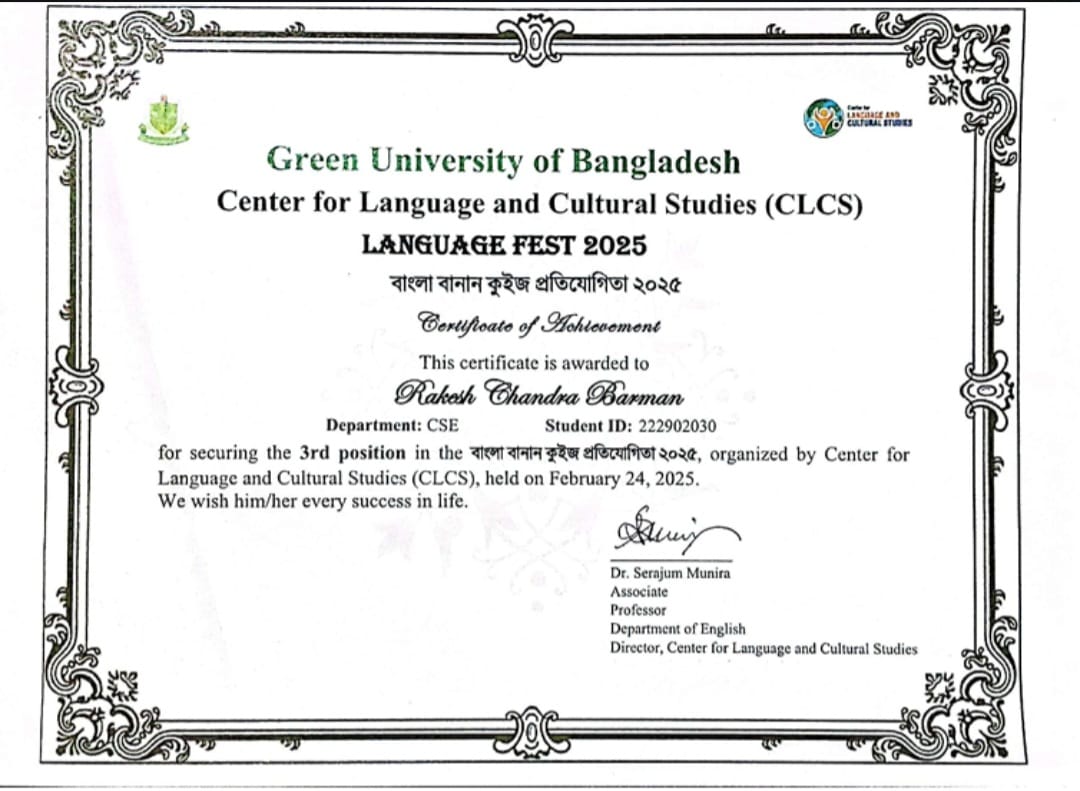 Center for
LANGUAGE AND
CULTURAL STUDIES
Green University of Bangladesh
Center for Language and Cultural Studies (CLCS)
LANGUAGE FEST 2025
বাংলা বানান কুইজ প্রতিযোগিতা ২০২৫
Certificate of Achievement
This certificate is awarded to
Rakesh Chandra Barman
Department: CSE Student ID: 222902030
for securing the 3rd position in the বাংলা বানান কুইজ প্রতিযোগিতা ২০২৫, organized by Center for
Language and Cultural Studies (CLCS), held on February 24, 2025.
We wish him/her every success in life.
Dr. Serajum Munira
Associate
Professor
Department of English
Director, Center for Language and Cultural Studies